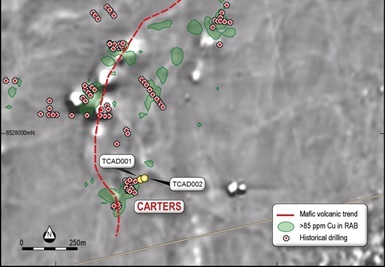 6528000mN
TCAD001
TCAD002
CARTERS
Mafic volcanic trend
>85 ppm Cu in RAB
Historical drilling
0 250m